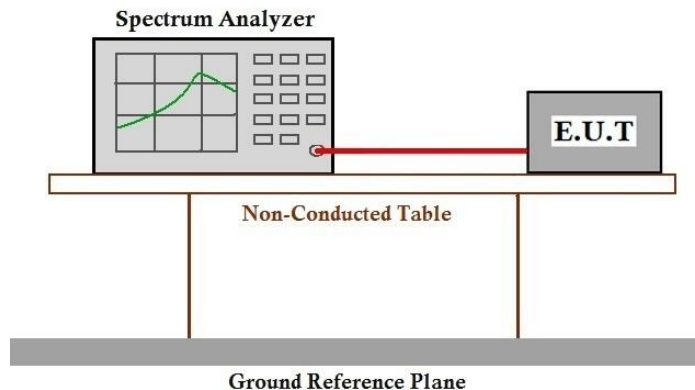 Spectrum Analyzer
E.U.T
Non-Conducted Table
Ground Reference Plane